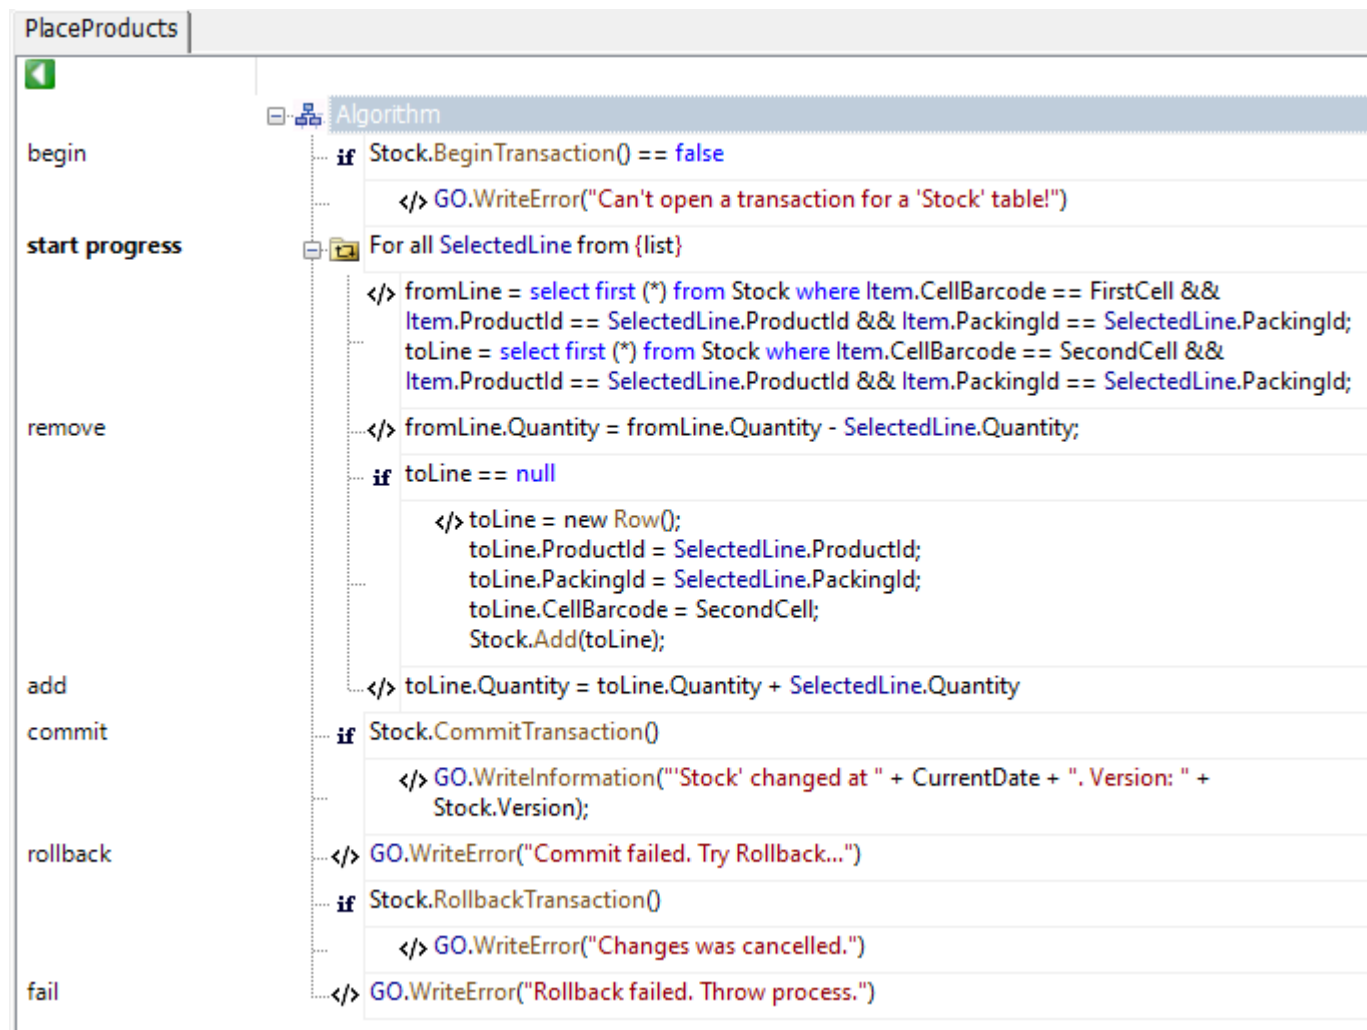 PlaceProducts
Algorithm
begin
if Stock.BeginTransaction() == false
</> GO.WriteError("Can't open a transaction for a 'Stock' table!")
start progress
For all SelectedLine from {list}
</> fromLine = select first (*) from Stock where Item.CellBarcode == FirstCell &&
Item.ProductId == SelectedLine.ProductId && Item.PackingId == SelectedLine.PackingId;
toLine = select first (*) from Stock where Item.CellBarcode == SecondCell &&
Item.ProductId == SelectedLine.ProductId && Item.PackingId == SelectedLine.PackingId;
remove
</> fromLine.Quantity = fromLine.Quantity - SelectedLine.Quantity;
if toLine == null
</> toLine = new Row();
toLine.ProductId = SelectedLine.ProductId;
toLine.PackingId = SelectedLine.PackingId;
toLine.CellBarcode = SecondCell;
Stock.Add(toLine);
add
</> toLine.Quantity = toLine.Quantity + SelectedLine.Quantity
commit
if Stock.CommitTransaction()
</> GO.WriteInformation("'Stock' changed at " + CurrentDate + ". Version: " +
Stock.Version);
rollback
</> GO.WriteError("Commit failed. Try Rollback...")
if Stock.RollbackTransaction()
</> GO.WriteError("Changes was cancelled.")
fail
</> GO.WriteError("Rollback failed. Throw process.")